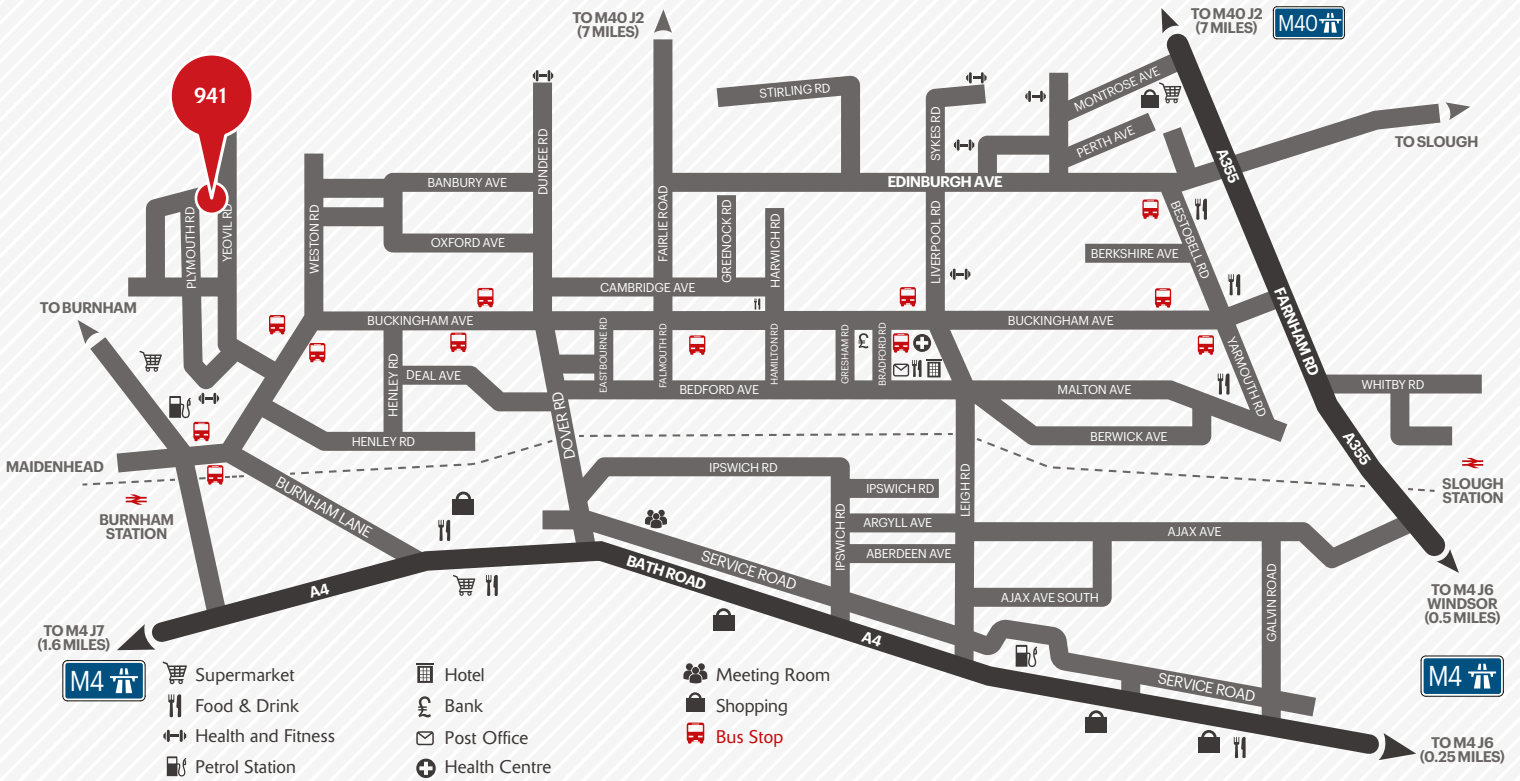 TO M40 J2
(7 MILES)
TO M40 J2
(7 MILES)
M40
941
STIRLING RD
MONTROSE AVE
PERTH AVE
SYKES RD
DUNDEE RD
TO SLOUGH
A355
BANBURY AVE
EDINBURGH AVE
FAIRLIE ROAD
PLYMOUTH RD
YEOVIL RD
WESTON RD
GREENOCK RD
HARWICH RD
LIVERPOOL RD
BESTOBELL RD
OXFORD AVE
BERKSHIRE AVE
CAMBRIDGE AVE
TO BURNHAM
BUCKINGHAM AVE
BUCKINGHAM AVE
FARNHAM RD
EASTBOURNE RD
FALMOUTH RD
HAMILTON RD
GRESHAM RD
BRADFORD RD
YARMOUTH RD
HENLEY RD
DEAL AVE
BEDFORD AVE
MALTON AVE
WHITBY RD
DOVER RD
HENLEY RD
BERWICK AVE
A355
MAIDENHEAD
IPSWICH RD
IPSWICH RD
LEIGH RD
SLOUGH
STATION
BURNHAM
STATION
BURNHAM LANE
ARGYLL AVE
AJAX AVE
IPSWICH RD
ABERDEEN AVE
BATH ROAD
SERVICE ROAD
AJAX AVE SOUTH
GALVIN ROAD
A4
TO M4 J6
WINDSOR
(0.5 MILES)
TO M4 J7
(1.6 MILES)
A4
M4
SERVICE ROAD
M4
TO M4 J6
(0.25 MILES)
Supermarket
Food & Drink
Health and Fitness
Petrol Station
Hotel
£ Bank
Post Office
Health Centre
Meeting Room
Shopping
Bus Stop
£